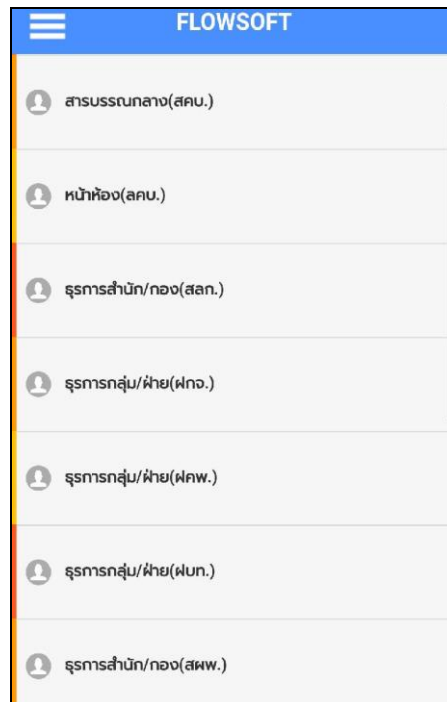 FLOWSOFT
สารบรรณกลาง(สคบ.)
หน้าห้อง(ลคบ.)
ธุรการสำนัก/กอง(สลก.)
ธุรการกลุ่ม/ฝ่าย(ฝกจ.)
ธุรการกลุ่ม/ฝ่าย(ฝคพ.)
ธุรการกลุ่ม/ฝ่าย(ฝบท.)
ธุรการสำนัก/กอง(สผพ.)